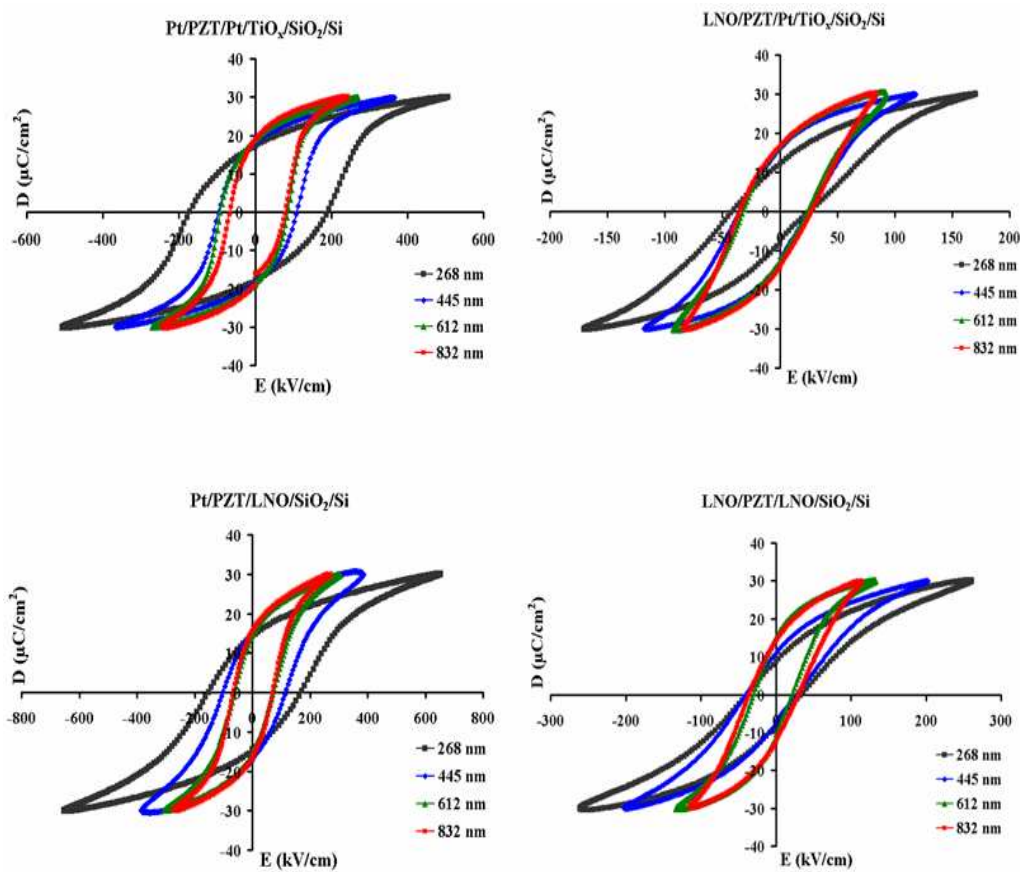 Pt/PZT/Pt/TiOₓ/SiO₂/Si
D (µC/cm²)
40
30
20
10
0
-10
-20
-30
-40
-600 -400 -200 0 200 400 600
E (kV/cm)
268 nm
445 nm
612 nm
832 nm
LNO/PZT/Pt/TiOₓ/SiO₂/Si
D (µC/cm²)
40
30
20
10
0
-10
-20
-30
-40
-200 -150 -100 -50 0 50 100 150 200
E (kV/cm)
268 nm
445 nm
612 nm
832 nm
Pt/PZT/LNO/SiO₂/Si
D (µC/cm²)
40
30
20
10
0
-10
-20
-30
-40
-800 -600 -400 -200 0 200 400 600 800
E (kV/cm)
268 nm
445 nm
612 nm
832 nm
LNO/PZT/LNO/SiO₂/Si
D (µC/cm²)
40
30
20
10
0
-10
-20
-30
-40
-300 -200 -100 0 100 200 300
E (kV/cm)
268 nm
445 nm
612 nm
832 nm